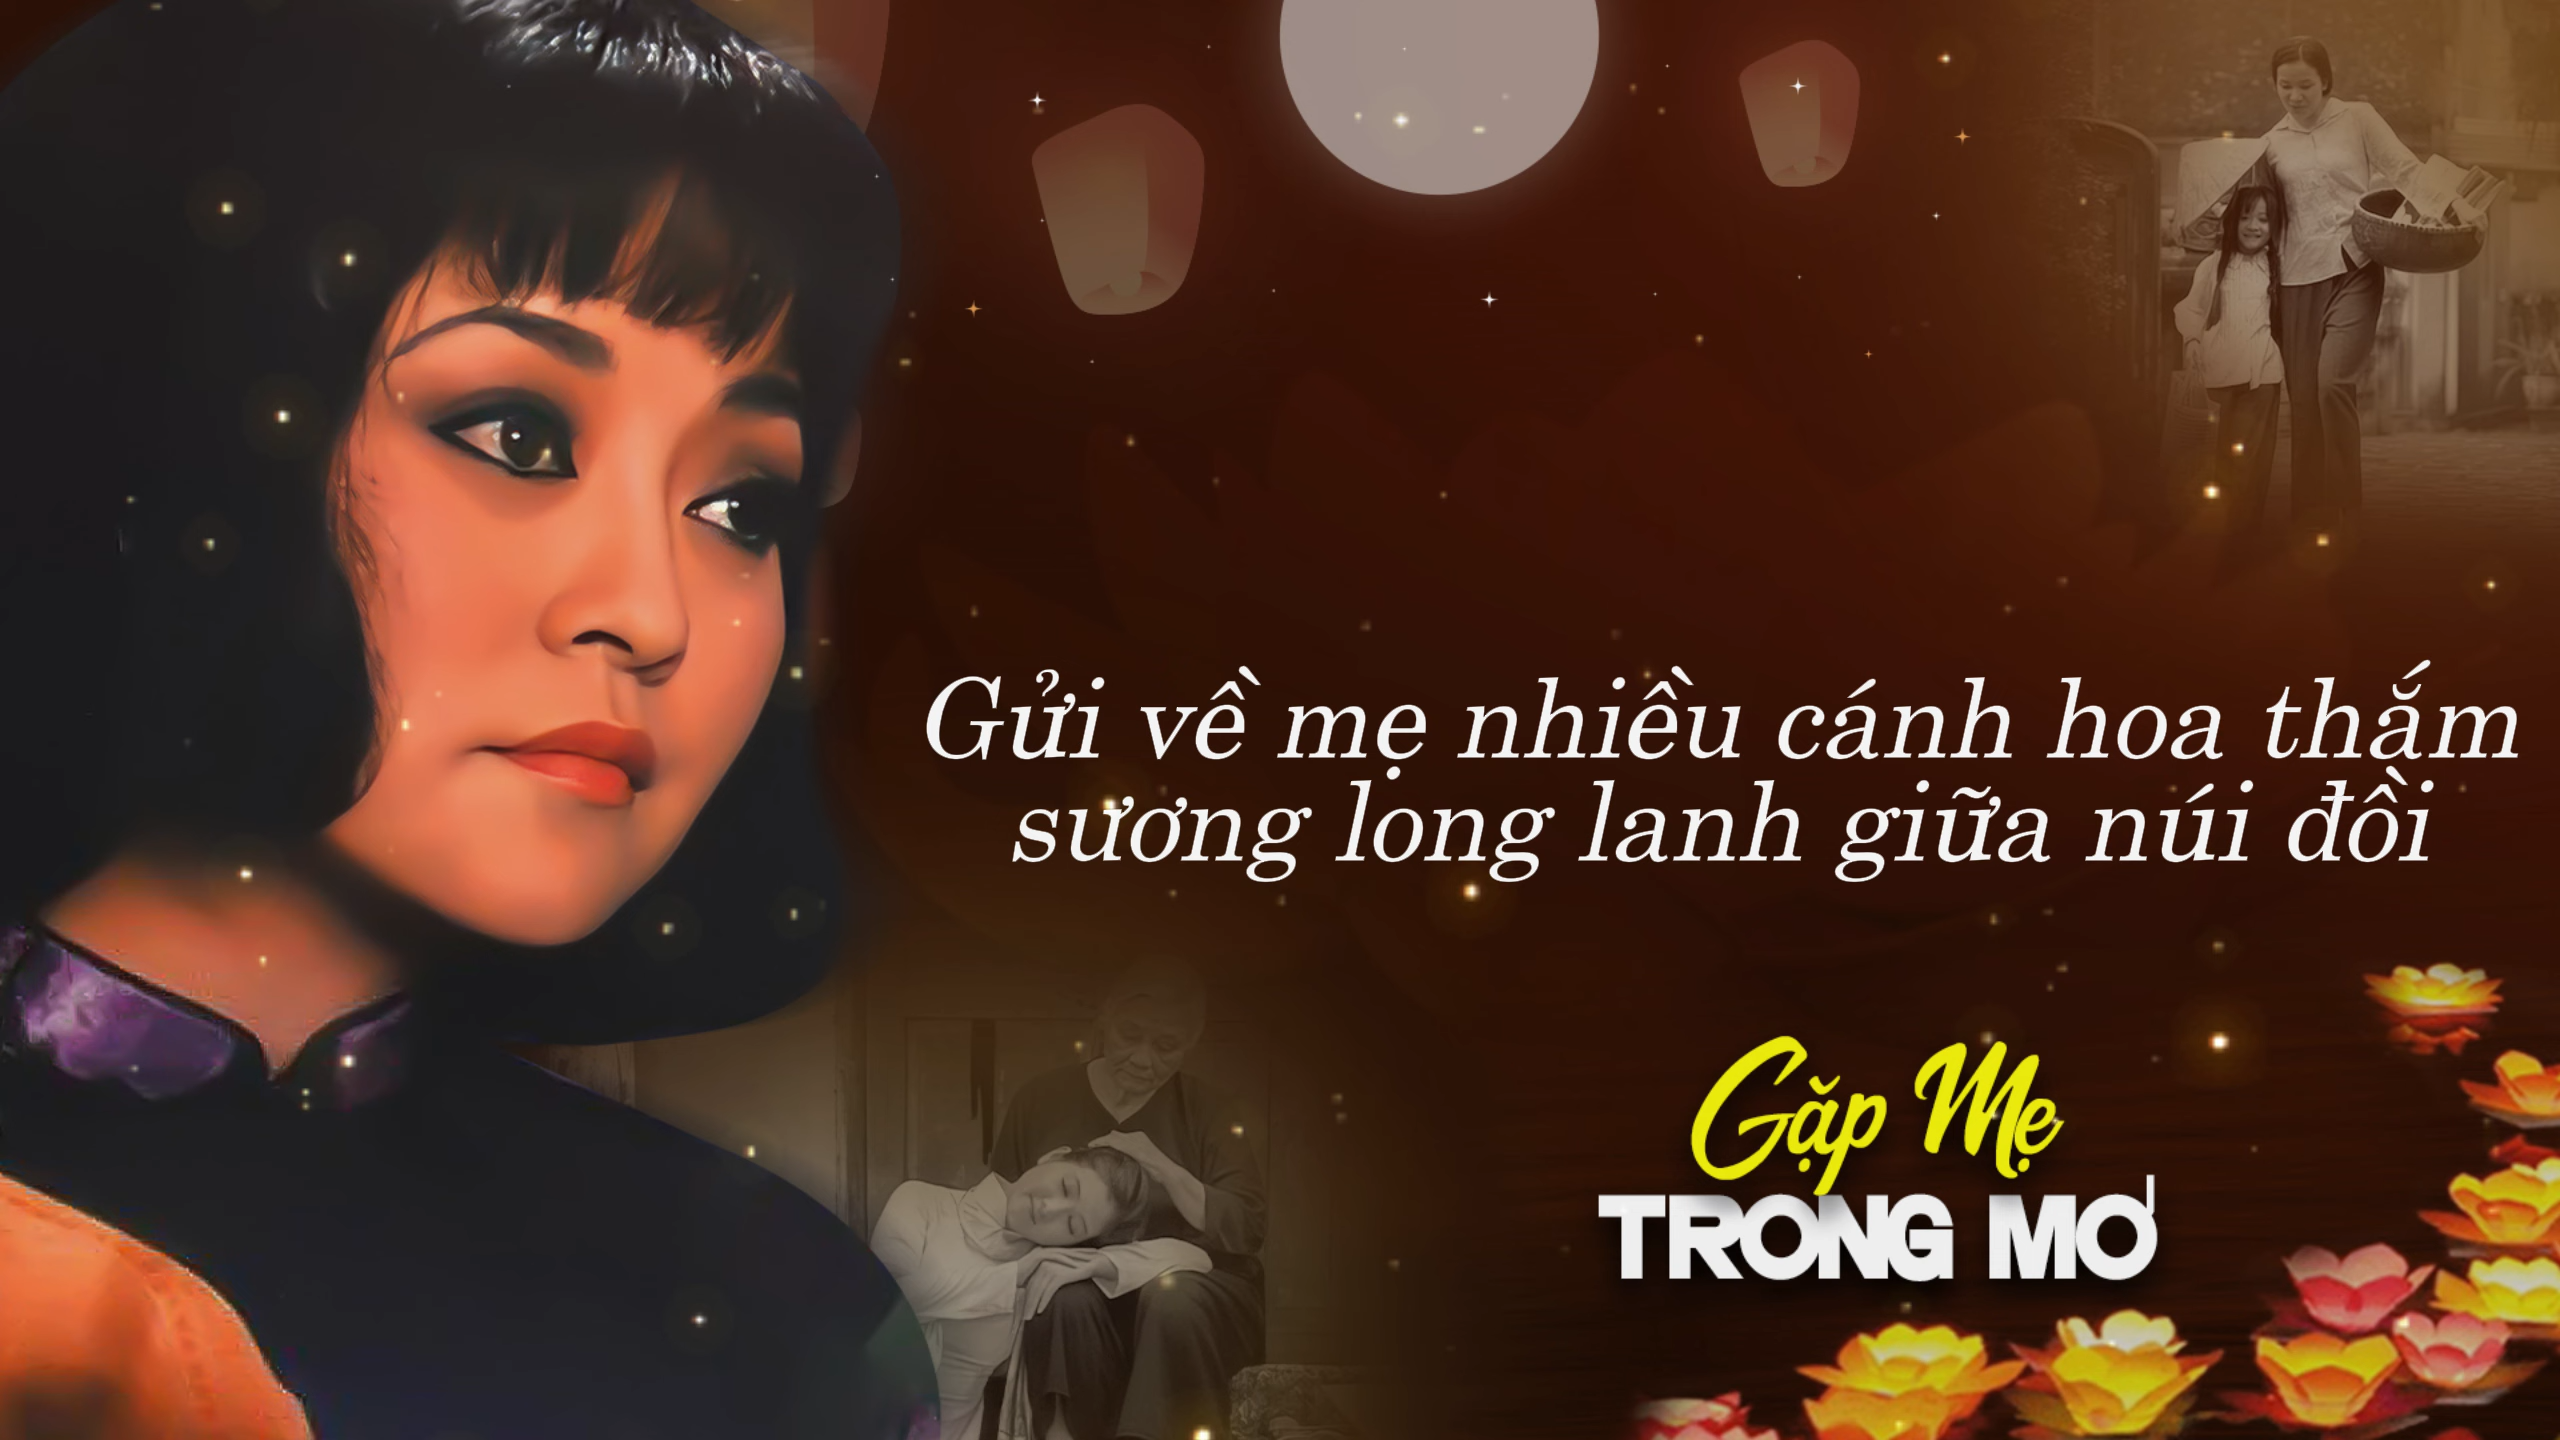 Gửi về mẹ nhiều cánh hoa thắm
sương long lanh giữa núi đồi
Gặp Mẹ
TRONG MƠ